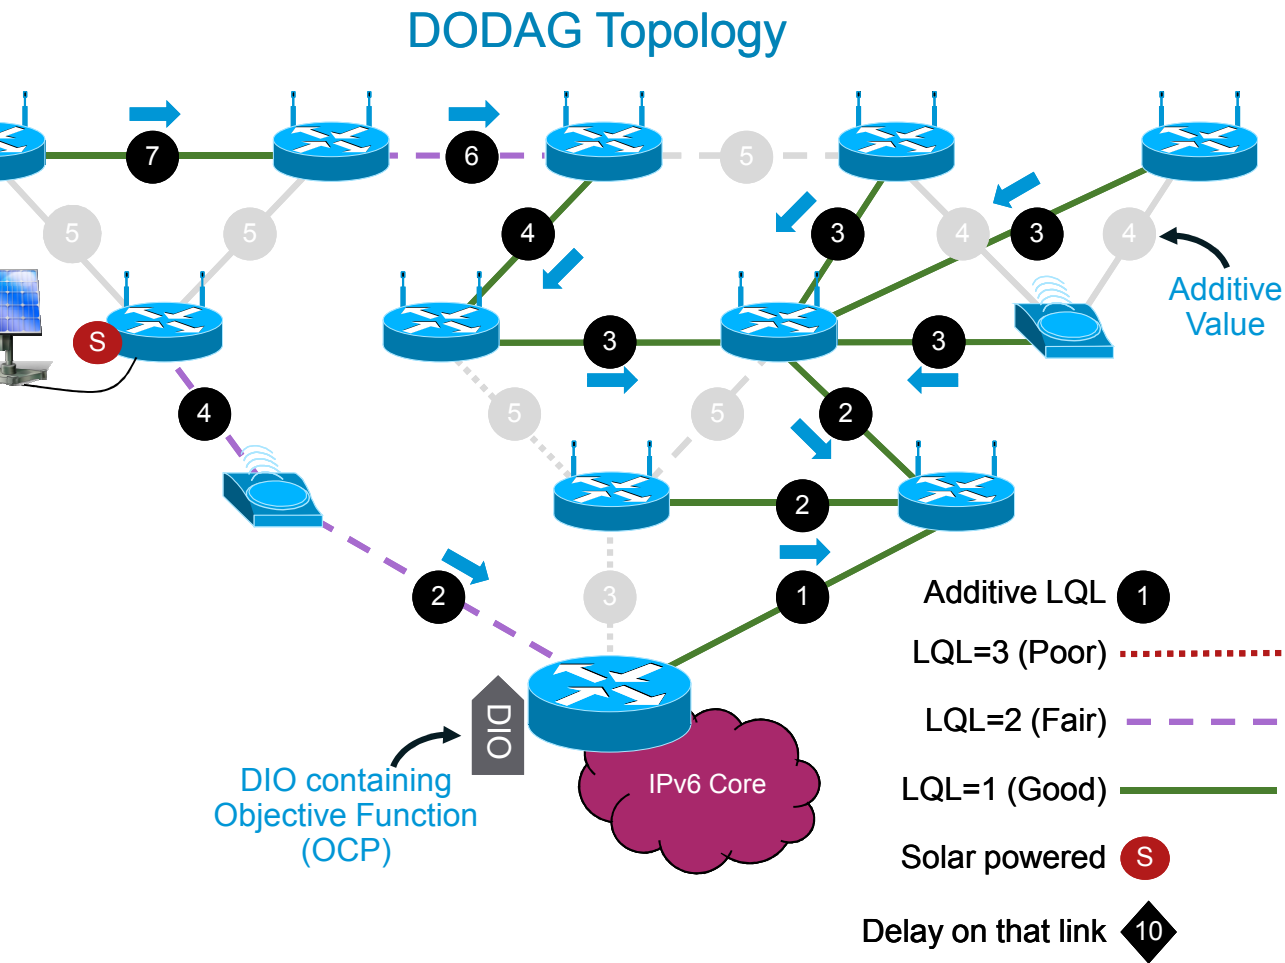 DODAG Topology
7
6
5
5
5
4
3
4
3
4
Additive
Value
S
3
3
4
5
5
2
2
2
3
1
Additive LQL 1
LQL=3 (Poor)
LQL=2 (Fair)
DIO
DIO containing
Objective Function
(OCP)
IPv6 Core
LQL=1 (Good)
Solar powered S
Delay on that link 10